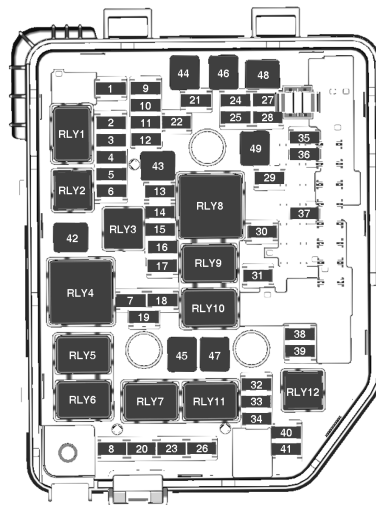 44 46 48
1 9
10
21 24 27
RLY1 2 11 22 25 28
3 12
35
49
4 43 36
5
RLY2 6 13 29
RLY8
14 37
42 RLY3 15 30
16
17 RLY9 31
RLY4
7 18 RLY10
19
38
RLY5 45 47 39
32 RLY12
RLY6 RLY7 RLY11 33
34
40
8 20 23 26 41